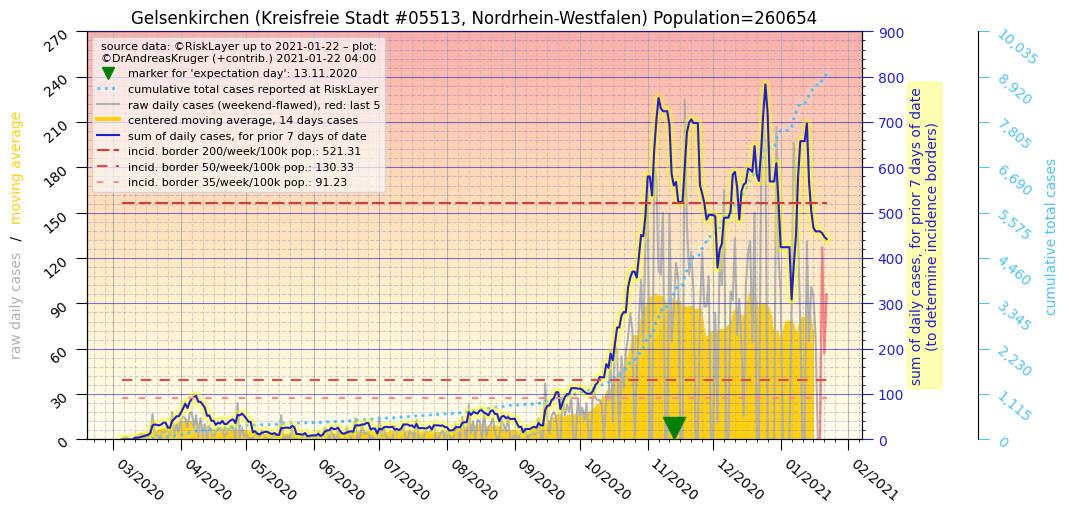 Gelsenkirchen (Kreisfreie Stadt #05513, Nordrhein-Westfalen) Population=260654
source data: ©RiskLayer up to 2021-01-22 – plot:
©DrAndreasKruger (+contrib.) 2021-01-22 04:00
marker for 'expectation day': 13.11.2020
cumulative total cases reported at RiskLayer
raw daily cases (weekend-flawed), red: last 5
centered moving average, 14 days cases
sum of daily cases, for prior 7 days of date
incid. border 200/week/100k pop.: 521.31
incid. border 50/week/100k pop.: 130.33
incid. border 35/week/100k pop.: 91.23
raw daily cases / moving average
270
240
210
180
150
120
90
60
30
0
03/2020
04/2020
05/2020
06/2020
07/2020
08/2020
09/2020
10/2020
11/2020
12/2020
01/2021
02/2021
900
800
700
600
500
400
300
200
100
0
sum of daily cases, for prior 7 days of date
(to determine incidence borders)
10,035
8,920
7,805
6,690
5,575
4,460
3,345
2,230
1,115
0
cumulative total cases